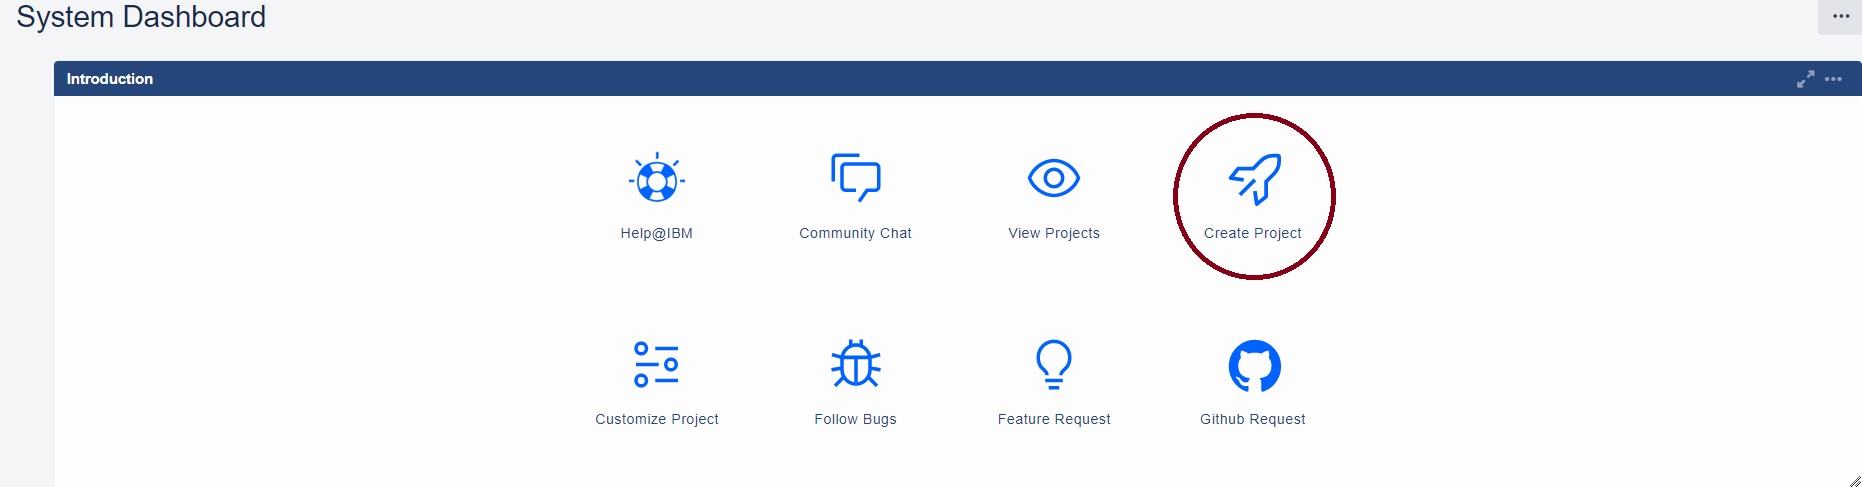 System Dashboard
Introduction
Help@IBM
Community Chat
View Projects
Create Project
Customize Project
Follow Bugs
Feature Request
Github Request